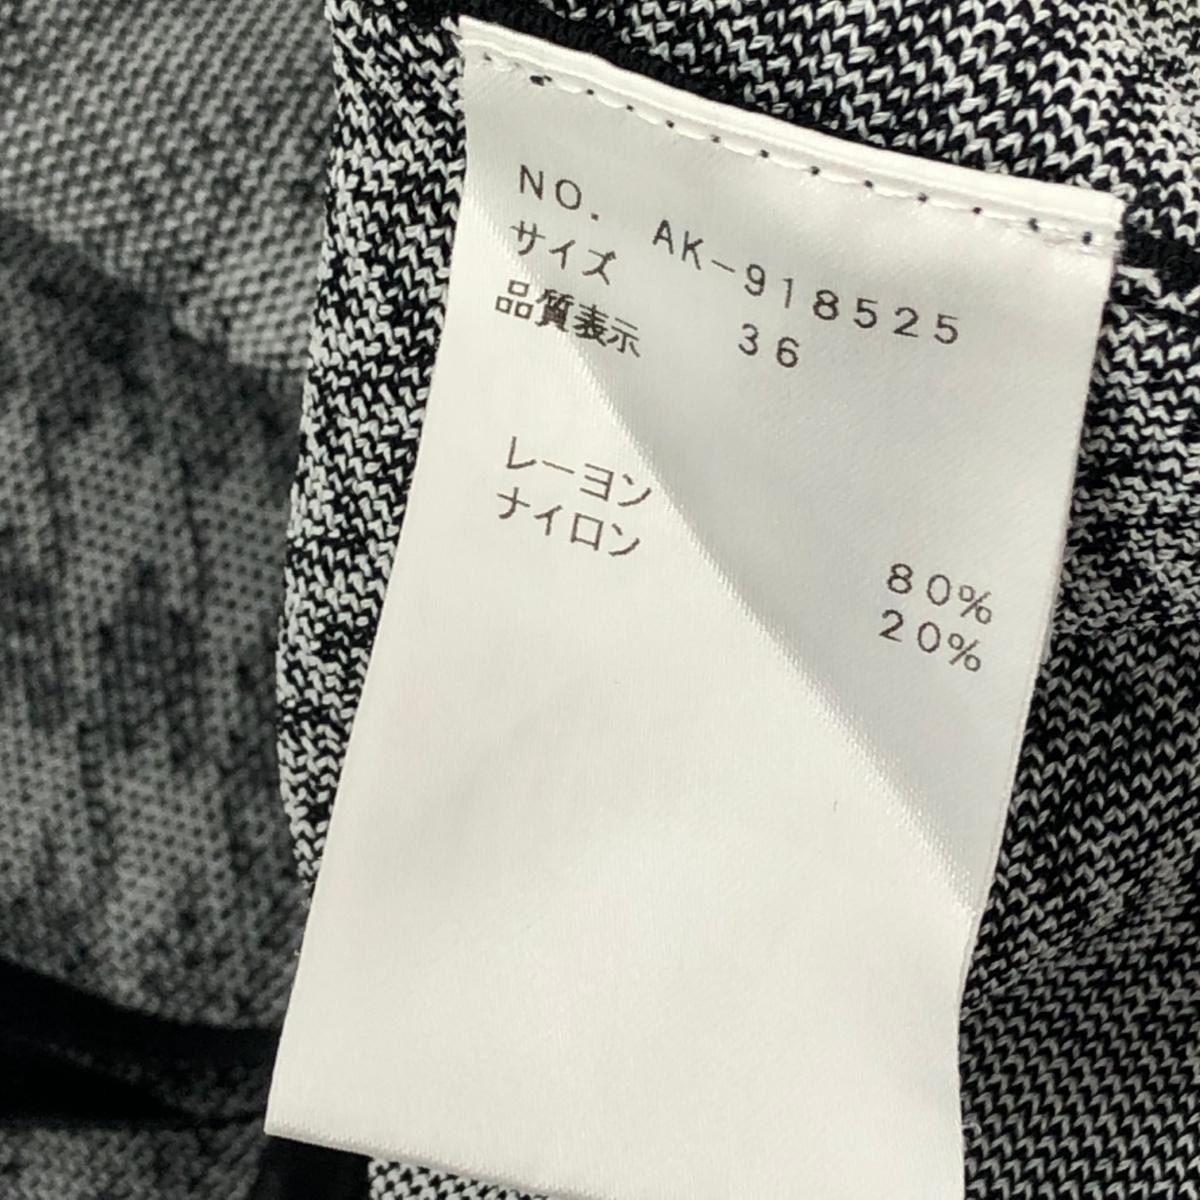 NO. AK-918525
サイズ 36
品質表示
レーヨン 80%
ナイロン 20%